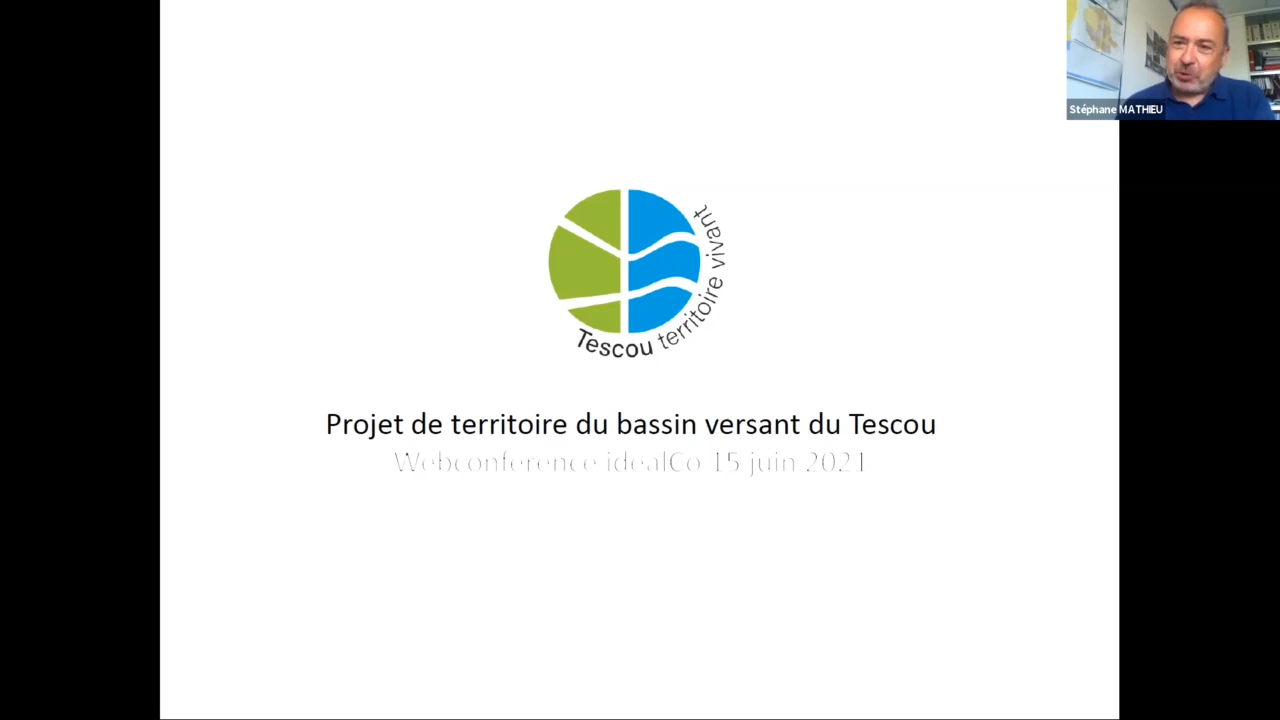 Stéphane MATHIEU
Tescou territoire vivant
Projet de territoire du bassin versant du Tescou
Webconference idealCo 15 juin 2021